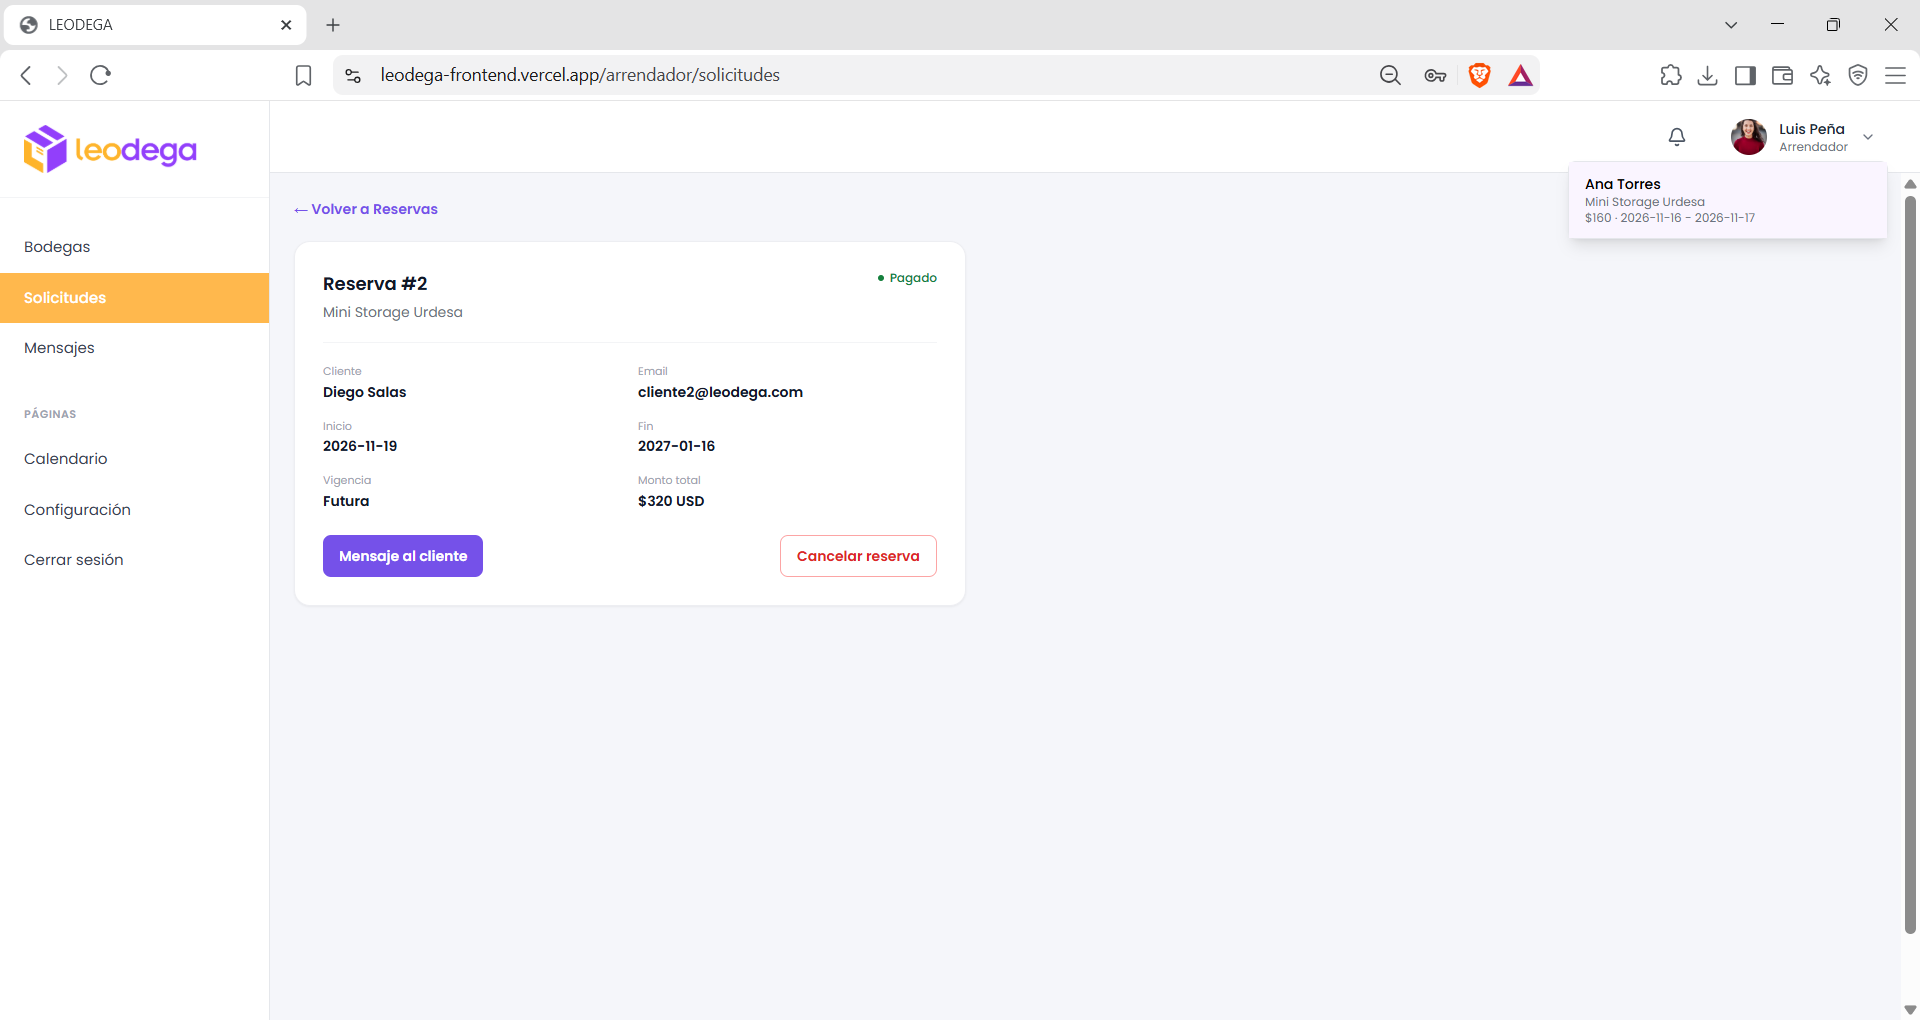 LEODEGA
leodega-frontend.vercel.app/arrendador/solicitudes
leodega
Luis Peña
Arrendador
Ana Torres
Mini Storage Urdesa
$160 · 2026-11-16 - 2026-11-17
Bodegas
Solicitudes
Mensajes
PÁGINAS
Calendario
Configuración
Cerrar sesión
← Volver a Reservas
Reserva #2
• Pagado
Mini Storage Urdesa
Cliente
Diego Salas
Email
cliente2@leodega.com
Inicio
2026-11-19
Fin
2027-01-16
Vigencia
Futura
Monto total
$320 USD
Mensaje al cliente
Cancelar reserva